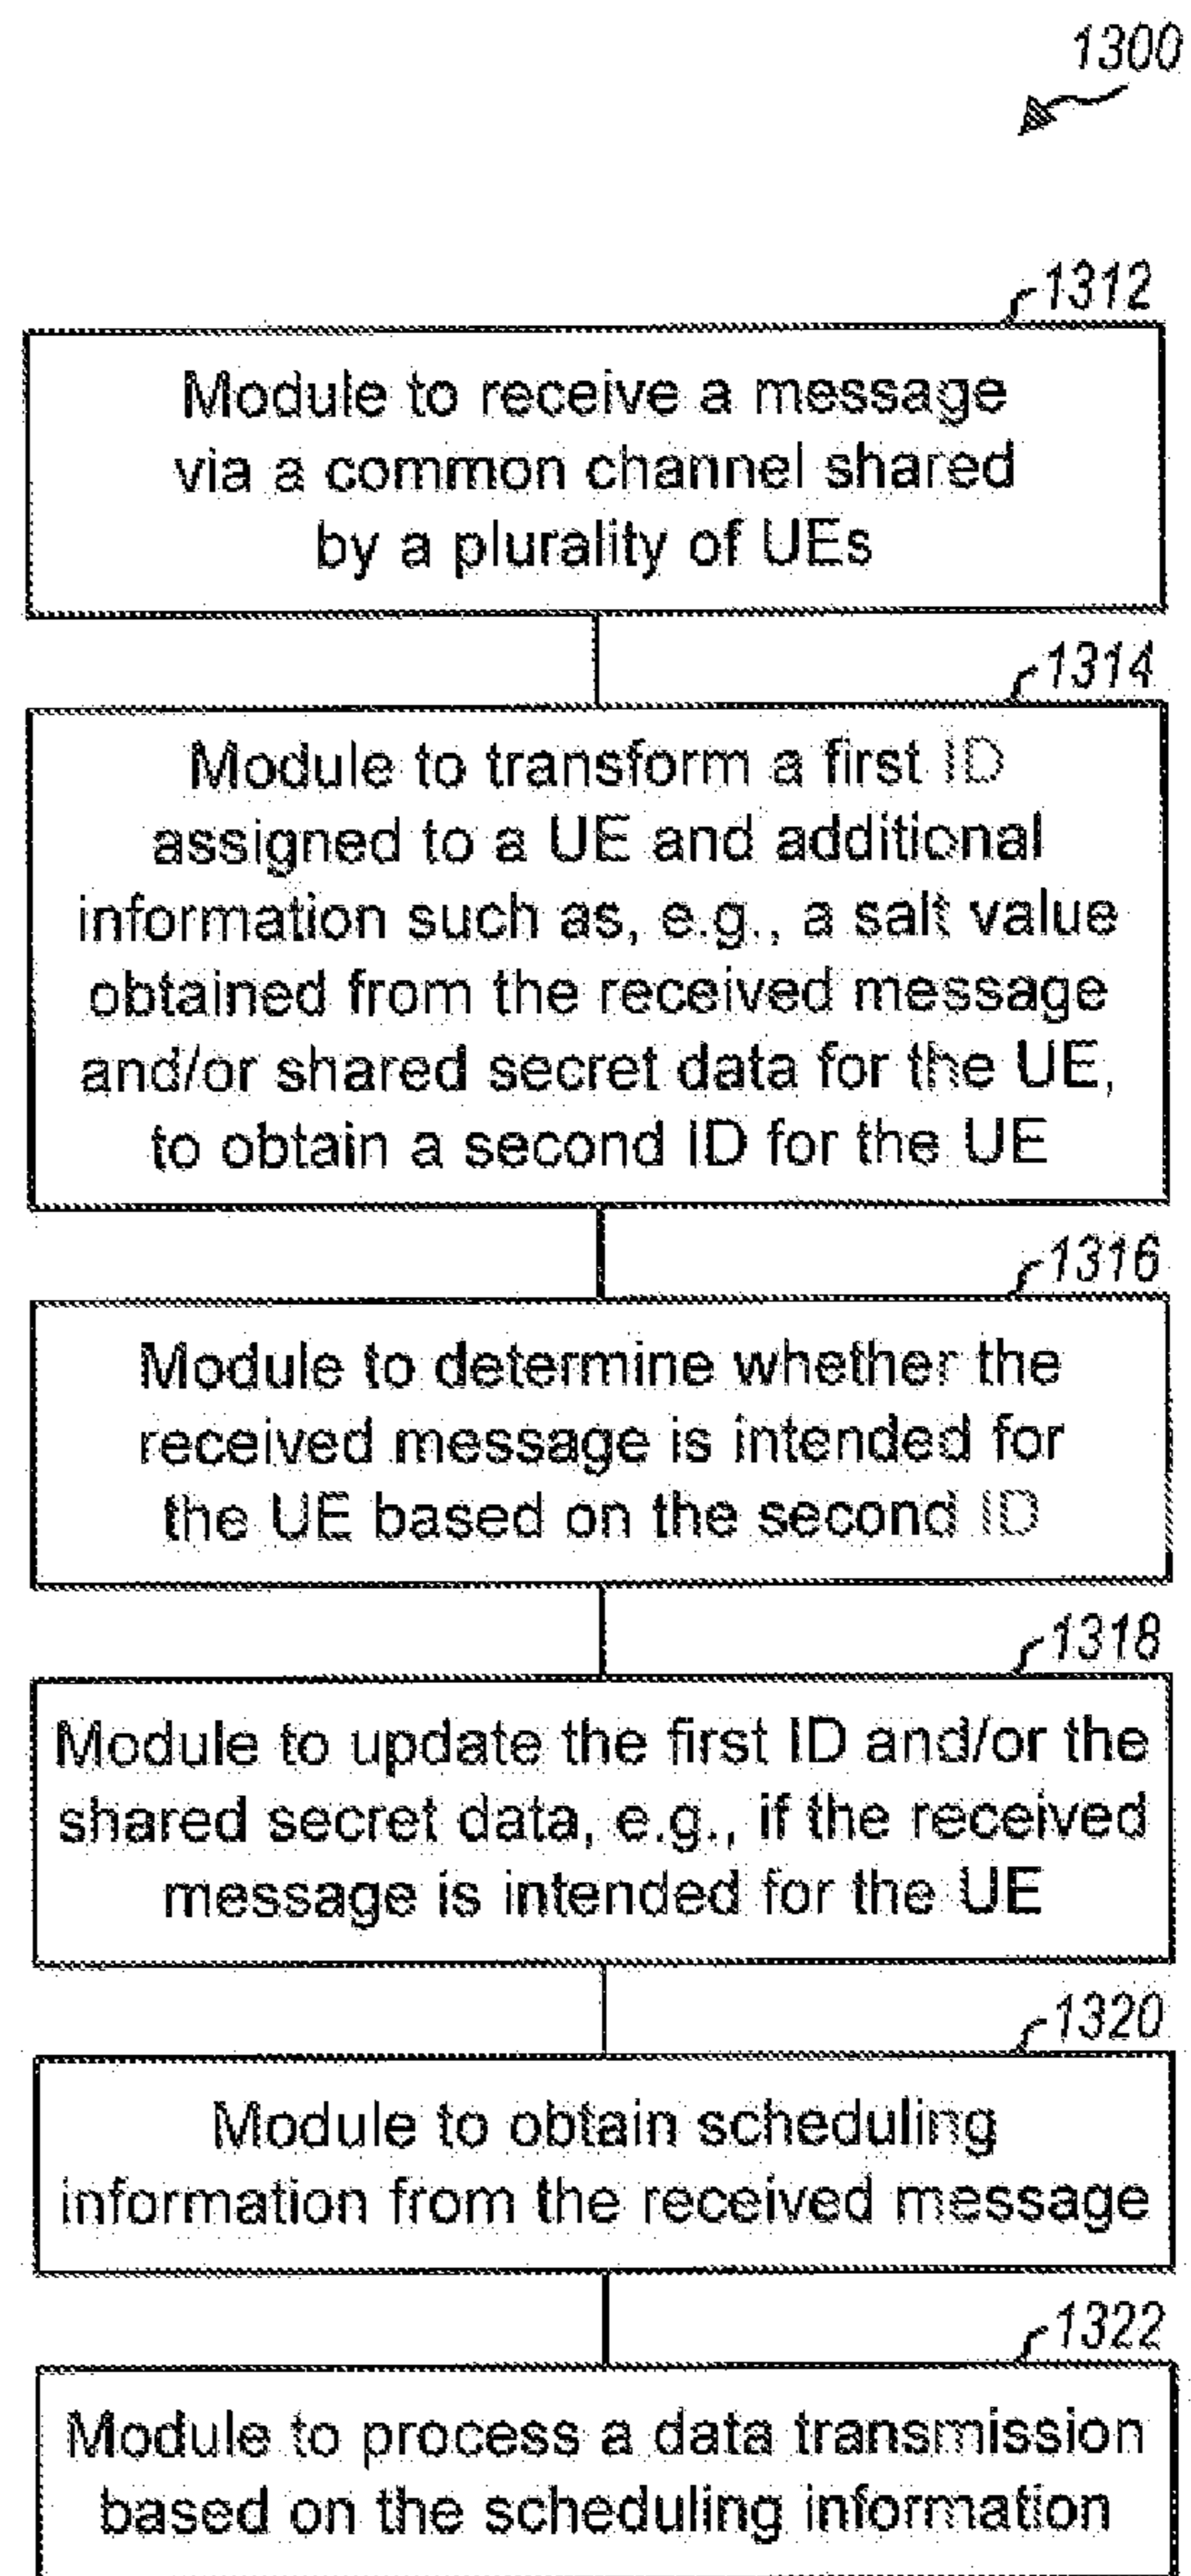 1300
1312
Module to receive a message
via a common channel shared
by a plurality of UEs
1314
Module to transform a first ID
assigned to a UE and additional
information such as, e.g., a salt value
obtained from the received message
and/or shared secret data for the UE,
to obtain a second ID for the UE
1316
Module to determine whether the
received message is intended for
the UE based on the second ID
1318
Module to update the first ID and/or the
shared secret data, e.g., if the received
message is intended for the UE
1320
Module to obtain scheduling
information from the received message
1322
Module to process a data transmission
based on the scheduling information